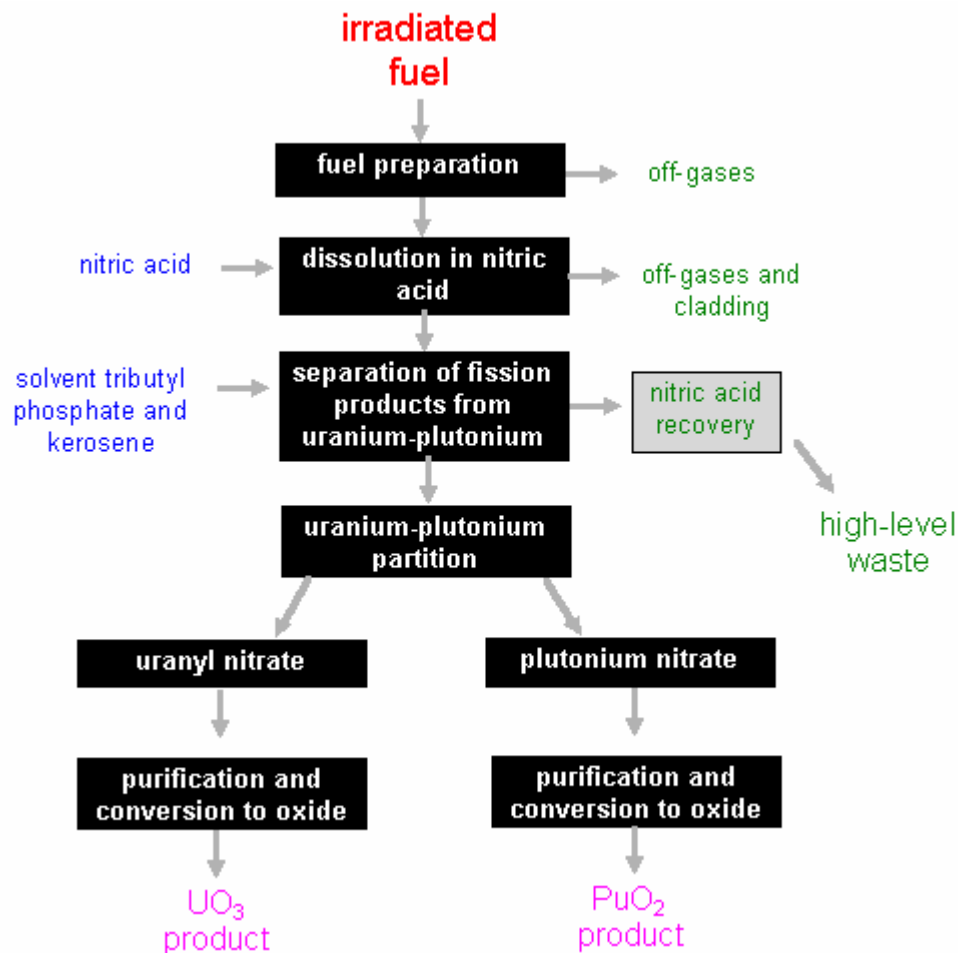 irradiated
fuel
fuel preparation
off-gases
nitric acid
dissolution in nitric
acid
off-gases and
cladding
solvent tributyl
phosphate and
kerosene
separation of fission
products from
uranium-plutonium
nitric acid
recovery
high-level
waste
uranium-plutonium
partition
uranyl nitrate
plutonium nitrate
purification and
conversion to oxide
purification and
conversion to oxide
UO₃
product
PuO₂
product